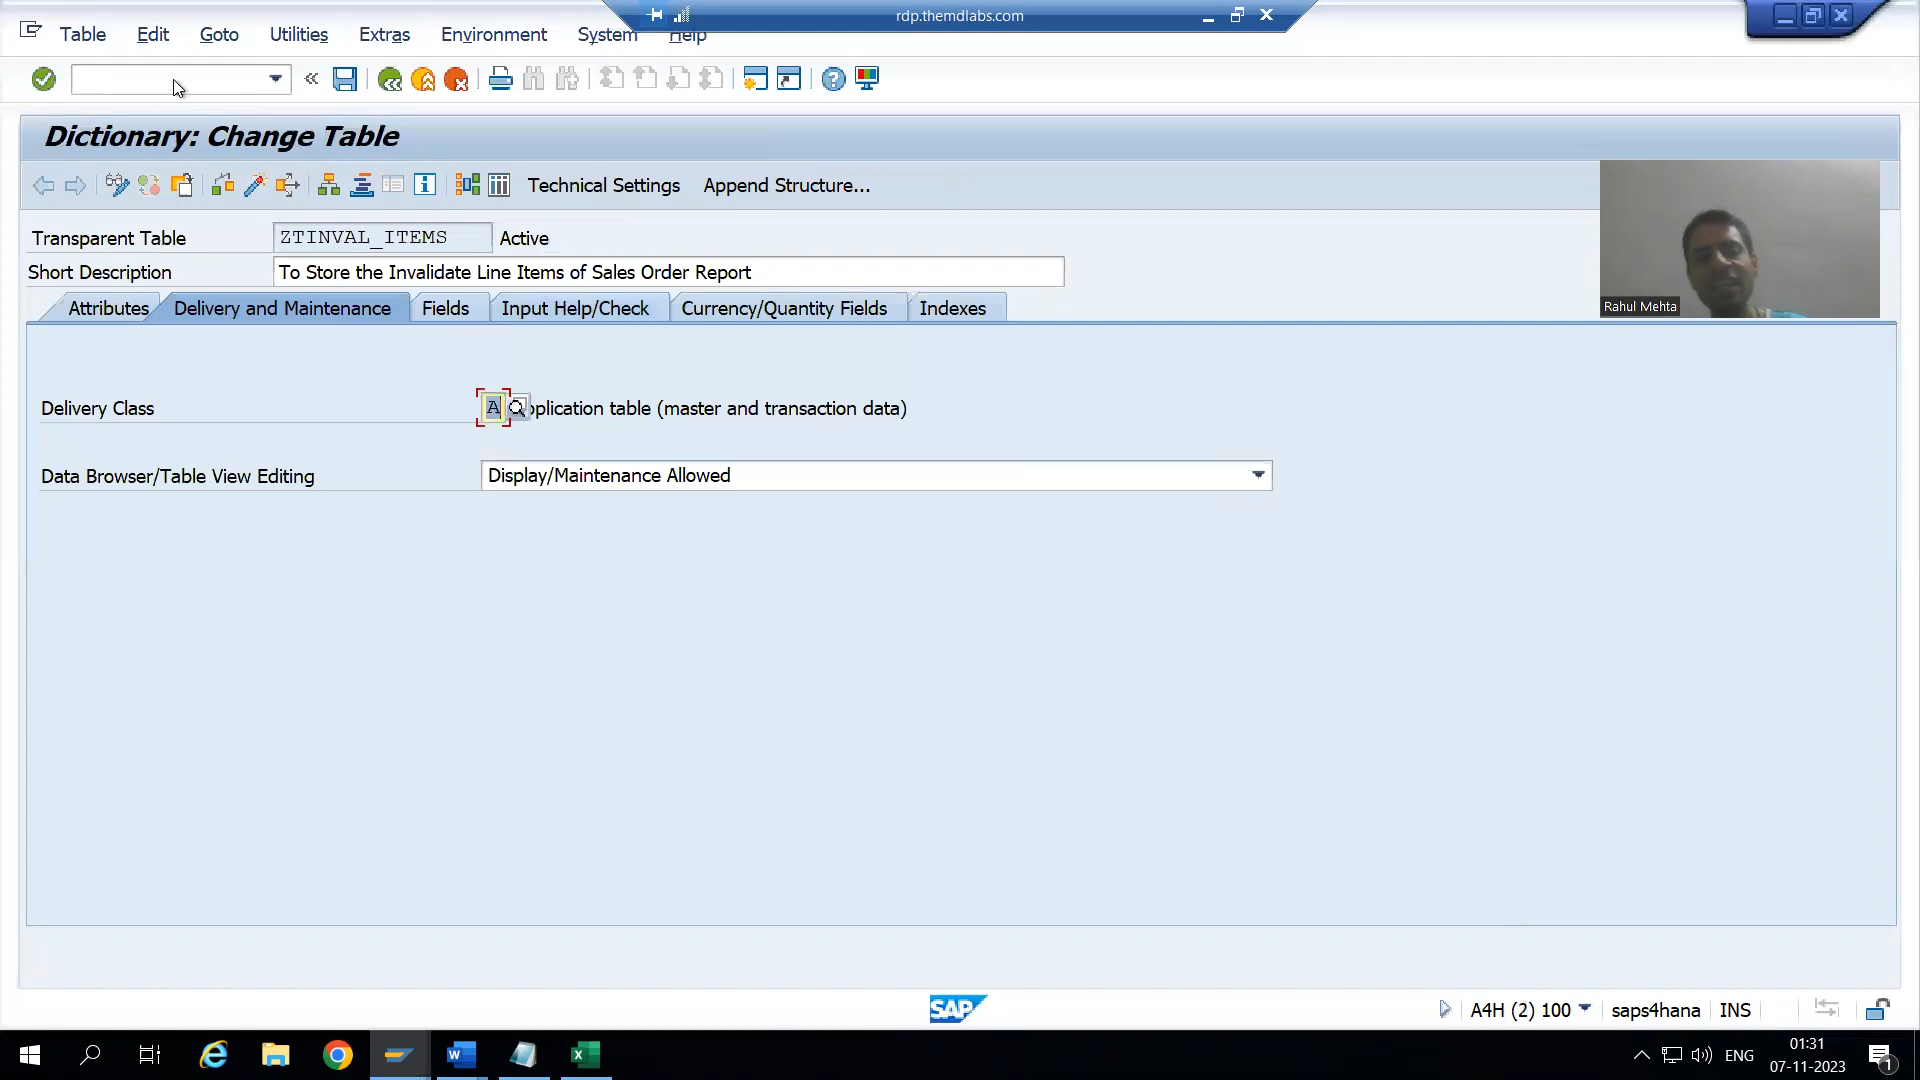 rdp.themdlabs.com
Table Edit Goto Utilities Extras Environment System Help
Dictionary: Change Table
Technical Settings Append Structure...
Transparent Table ZTINVAL_ITEMS Active
Short Description To Store the Invalidate Line Items of Sales Order Report
Rahul Mehta
Attributes Delivery and Maintenance Fields Input Help/Check Currency/Quantity Fields Indexes
Delivery Class A pplication table (master and transaction data)
Data Browser/Table View Editing Display/Maintenance Allowed
SAP A4H (2) 100 saps4hana INS
ENG 01:31
07-11-2023 1